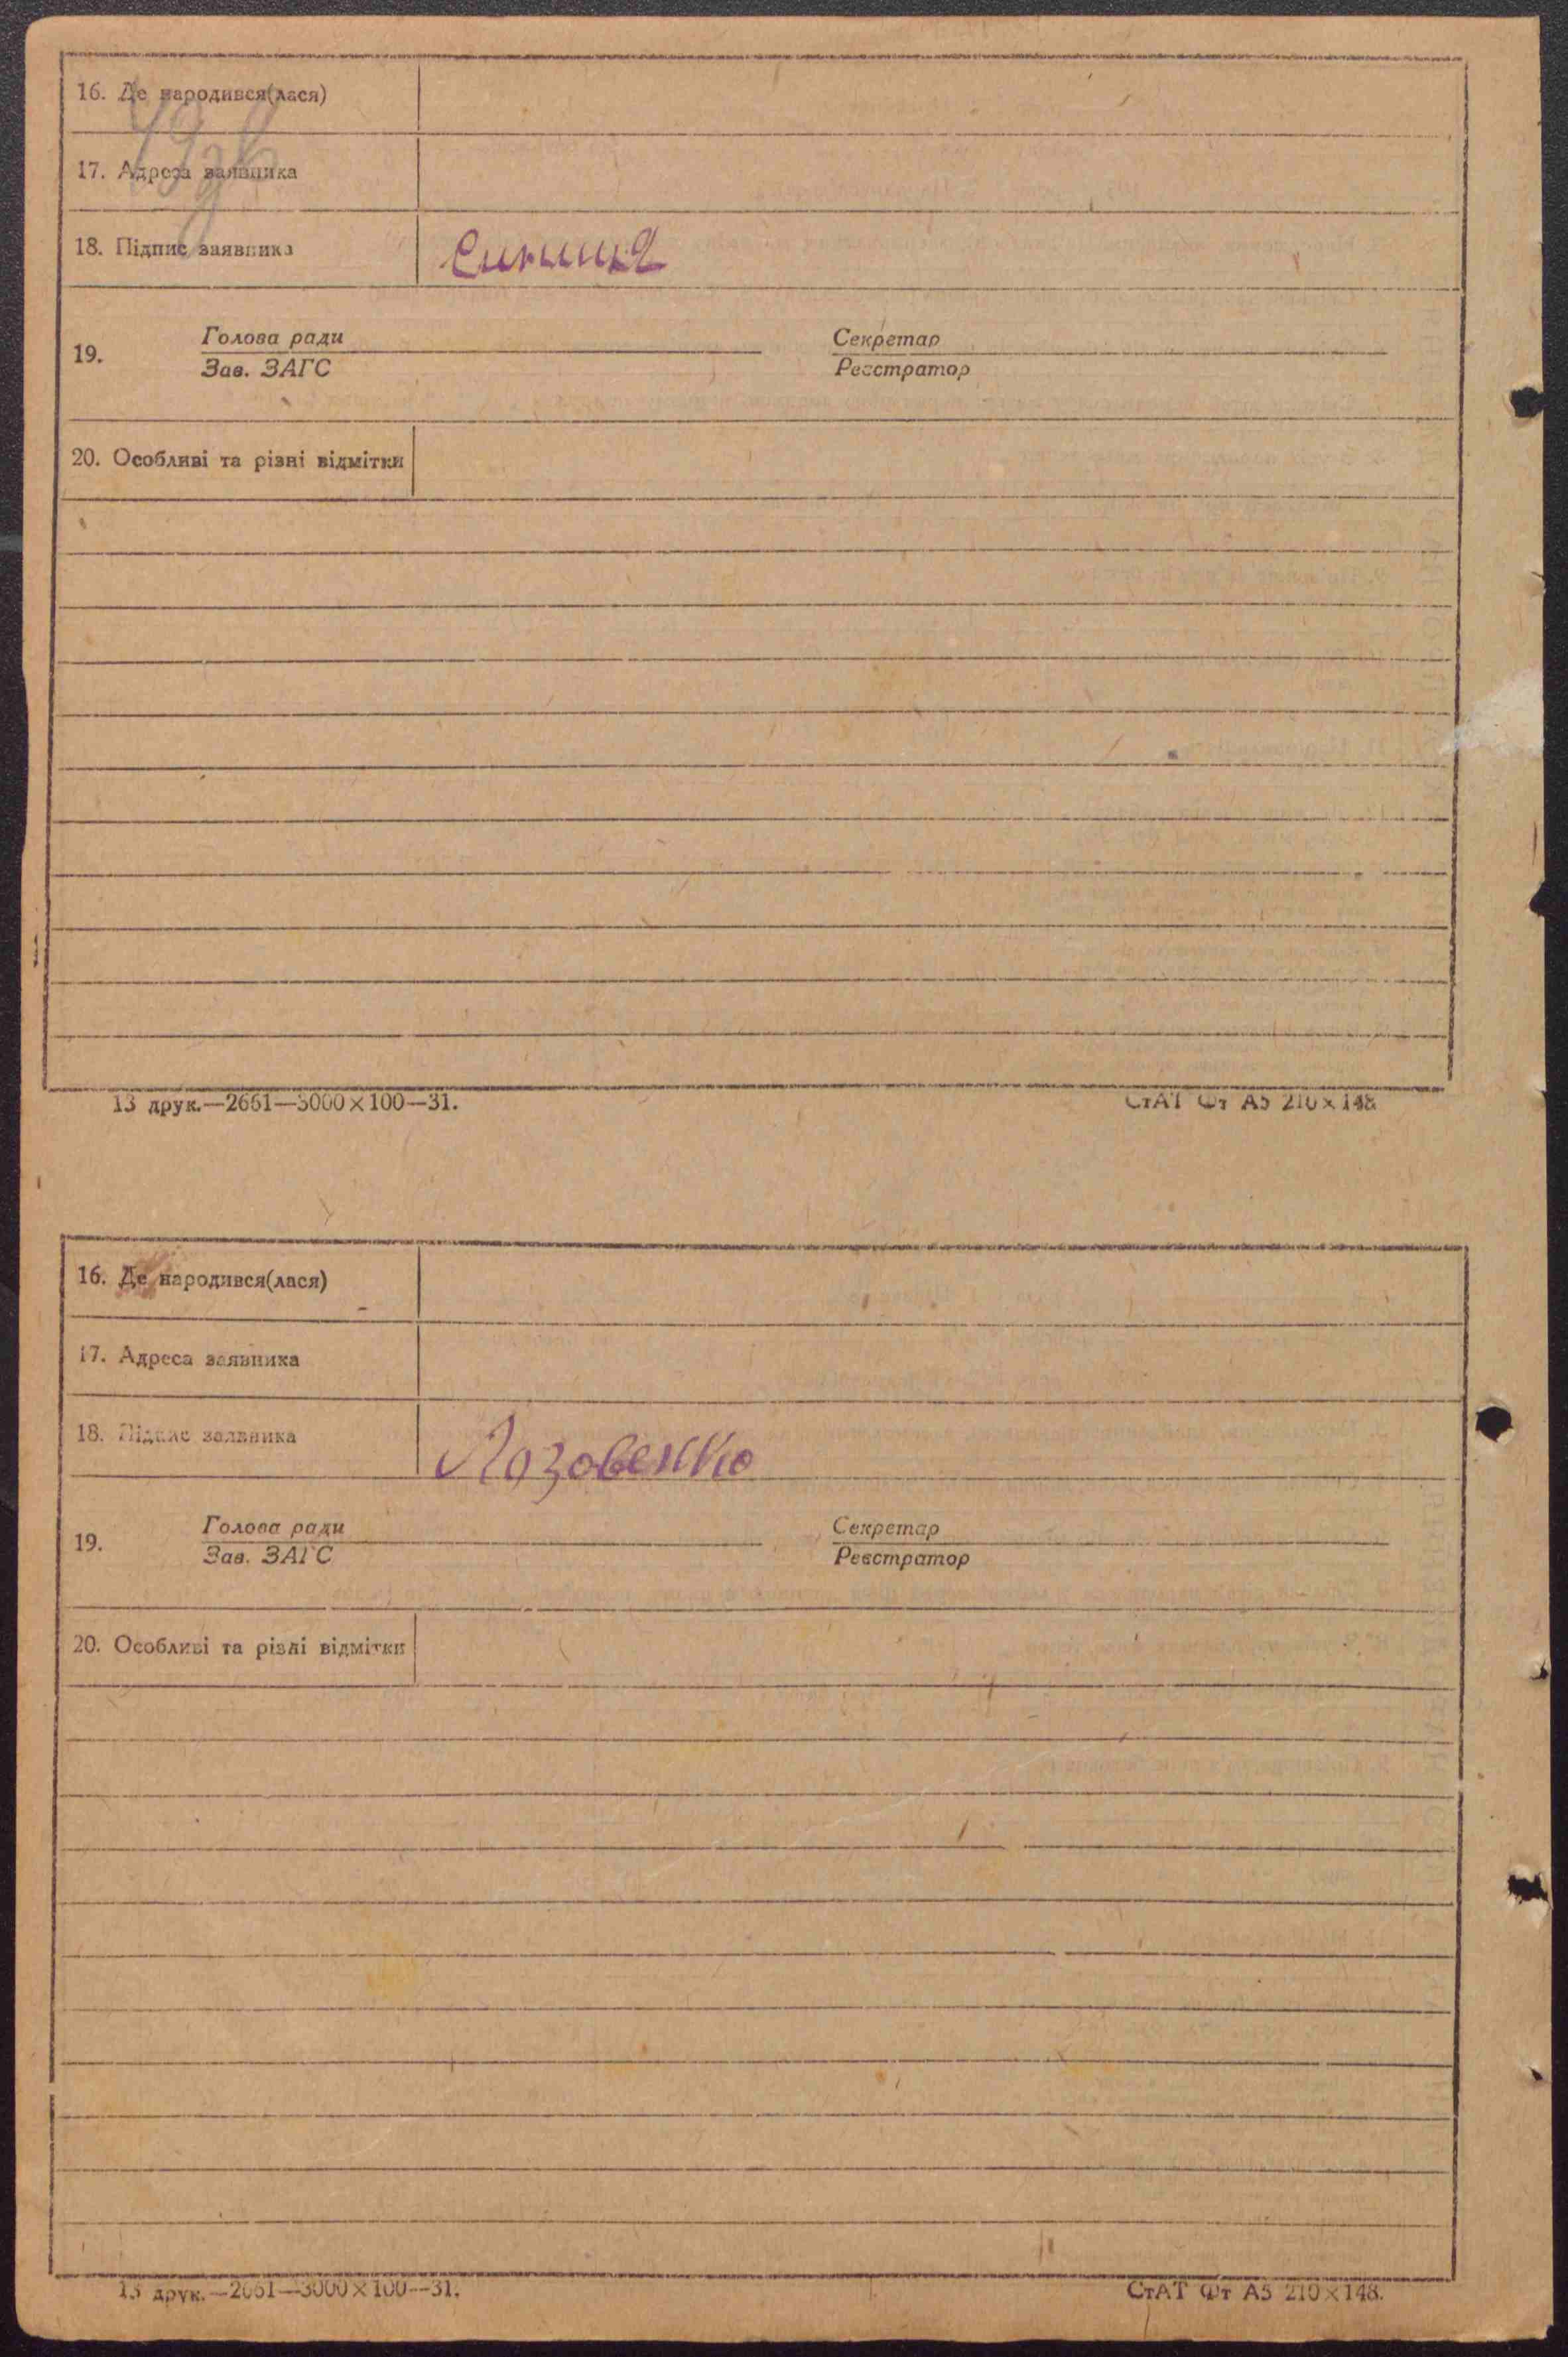 16. Де народився(лася)
17. Адреса заявника
18. Підпис заявника
19. Голова ради Секретар
Зав. ЗАГС Реєстратор
20. Особливі та різні відмітки
13 друк.—2661—3000×100—31. СтАТ Фт А5 210×148
16. Де народився(лася)
17. Адреса заявника
18. Підпис заявника Лозовенко
19. Голова ради Секретар
Зав. ЗАГС Реєстратор
20. Особливі та різні відмітки
13 друк.—2661—3000×100—31. СтАТ Фт А5 210×148.